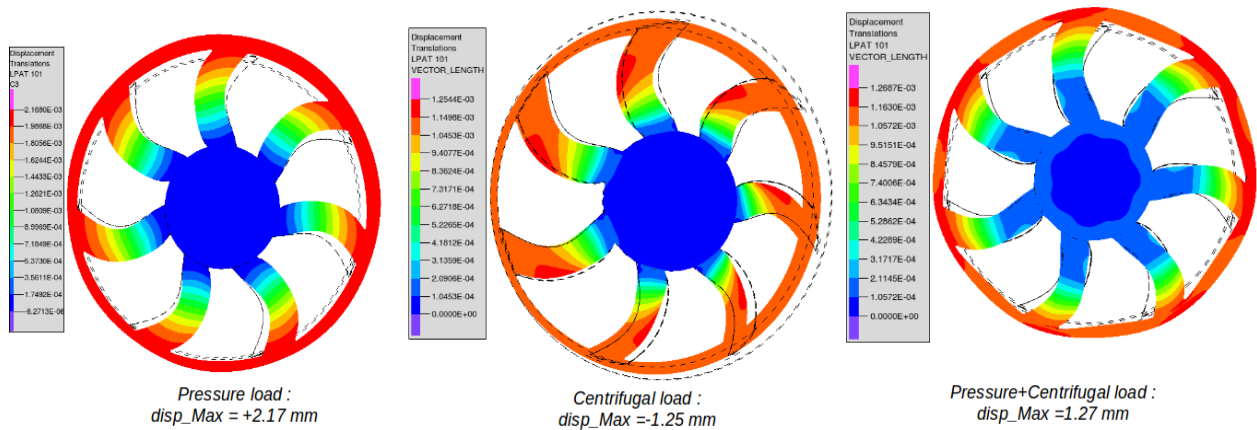 Displacement
Translations
LPAT 101
C3
2.1680E-03
1.9868E-03
1.8056E-03
1.6244E-03
1.4433E-03
1.2621E-03
1.0809E-03
8.9969E-04
7.1849E-04
5.3730E-04
3.5611E-04
1.7492E-04
6.2713E-06
Pressure load :
disp_Max = +2.17 mm
Displacement
Translations
LPAT 101
VECTOR_LENGTH
1.2544E-03
1.1498E-03
1.0453E-03
9.4077E-04
8.3624E-04
7.3171E-04
6.2718E-04
5.2265E-04
4.1812E-04
3.1359E-04
2.0906E-04
1.0453E-04
0.0000E+00
Centrifugal load :
disp_Max =-1.25 mm
Displacement
Translations
LPAT 101
VECTOR_LENGTH
1.2687E-03
1.1630E-03
1.0572E-03
9.5151E-04
8.4579E-04
7.4006E-04
6.3434E-04
5.2862E-04
4.2289E-04
3.1717E-04
2.1145E-04
1.0572E-04
0.0000E+00
Pressure+Centrifugal load :
disp_Max =1.27 mm